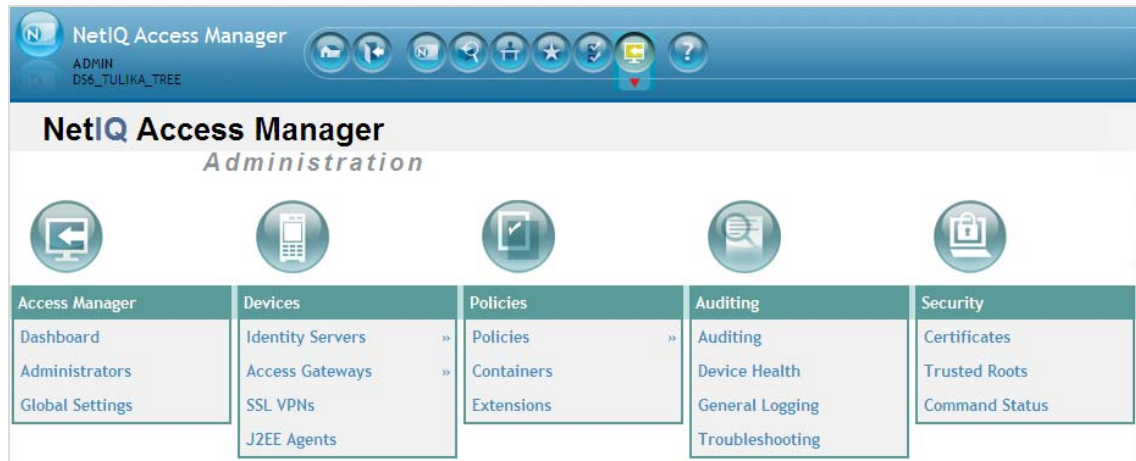 NetIQ Access Manager
ADMIN
DS6_TULIKA_TREE
?
NetIQ Access Manager
Administration
Access Manager
Dashboard
Administrators
Global Settings
Devices
Identity Servers »
Access Gateways »
SSL VPNs
J2EE Agents
Policies
Policies »
Containers
Extensions
Auditing
Auditing
Device Health
General Logging
Troubleshooting
Security
Certificates
Trusted Roots
Command Status